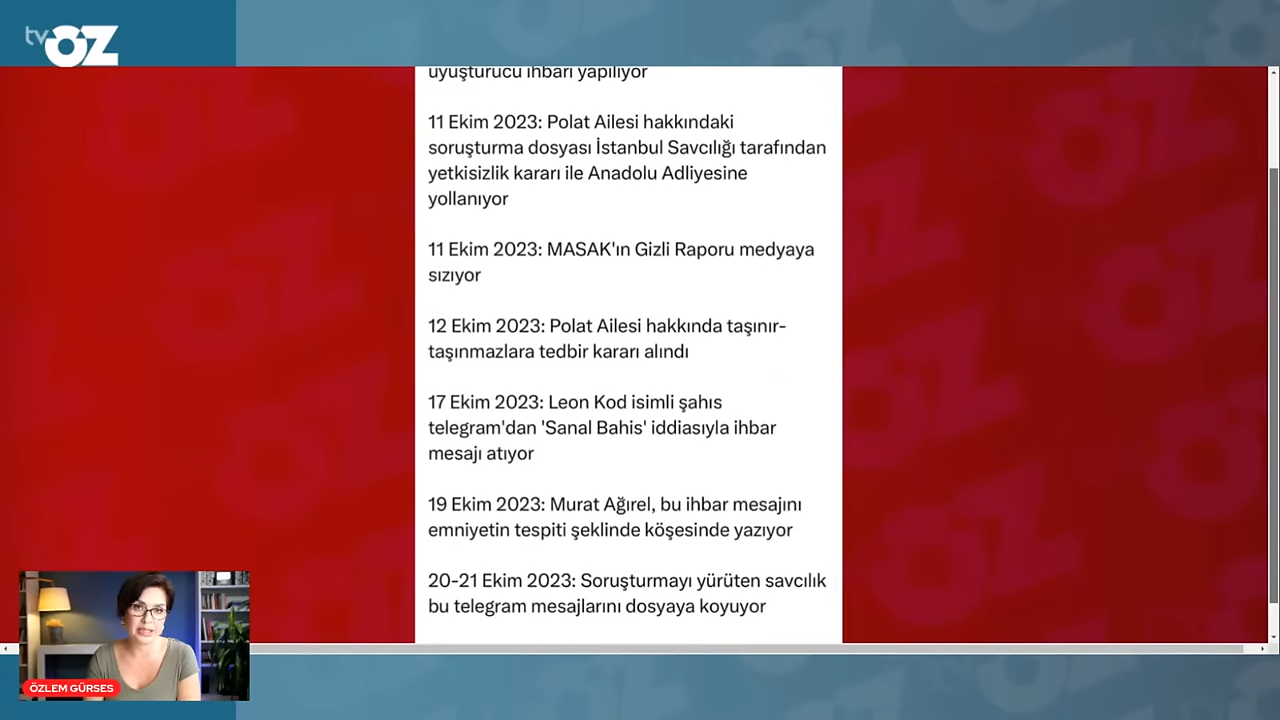 tv ÖZ
uyuşturucu ihbarı yapılıyor
11 Ekim 2023: Polat Ailesi hakkındaki
soruşturma dosyası İstanbul Savcılığı tarafından
yetkisizlik kararı ile Anadolu Adliyesine
yollanıyor
11 Ekim 2023: MASAK'ın Gizli Raporu medyaya
sızıyor
12 Ekim 2023: Polat Ailesi hakkında taşınır-
taşınmazlara tedbir kararı alındı
17 Ekim 2023: Leon Kod isimli şahıs
telegram'dan 'Sanal Bahis' iddiasıyla ihbar
mesajı atıyor
19 Ekim 2023: Murat Ağırel, bu ihbar mesajını
emniyetin tespiti şeklinde köşesinde yazıyor
20-21 Ekim 2023: Soruşturmayı yürüten savcılık
bu telegram mesajlarını dosyaya koyuyor
ÖZLEM GÜRSES